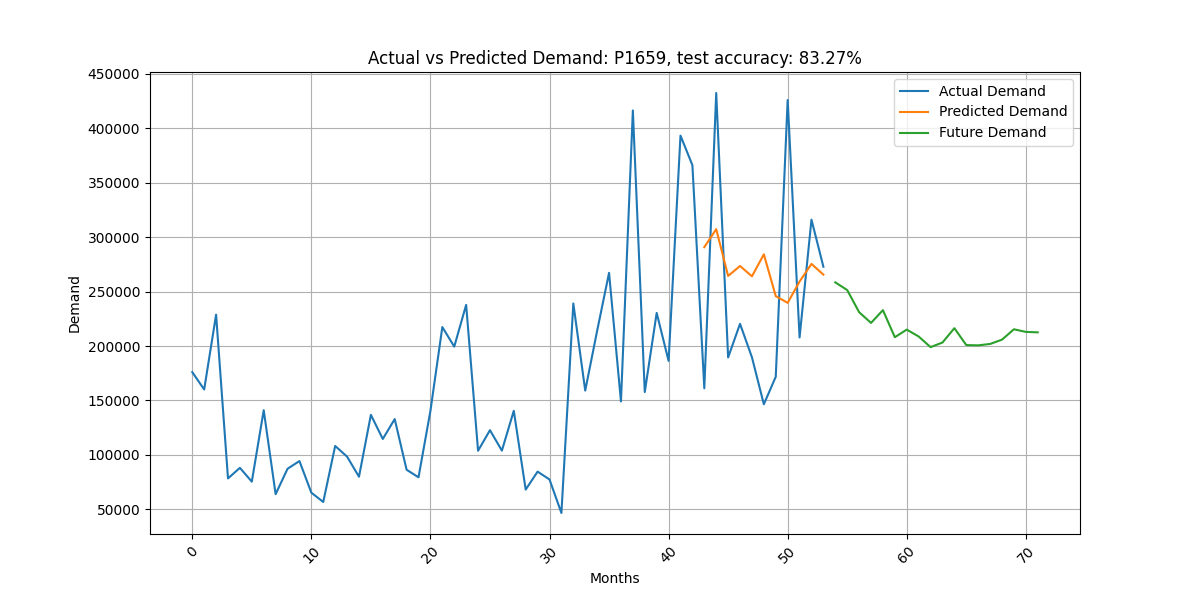 Actual vs Predicted Demand: P1659, test accuracy: 83.27%
450000
400000
350000
300000
250000
200000
150000
100000
50000
Demand
Actual Demand
Predicted Demand
Future Demand
0
10
20
30
40
50
60
70
Months